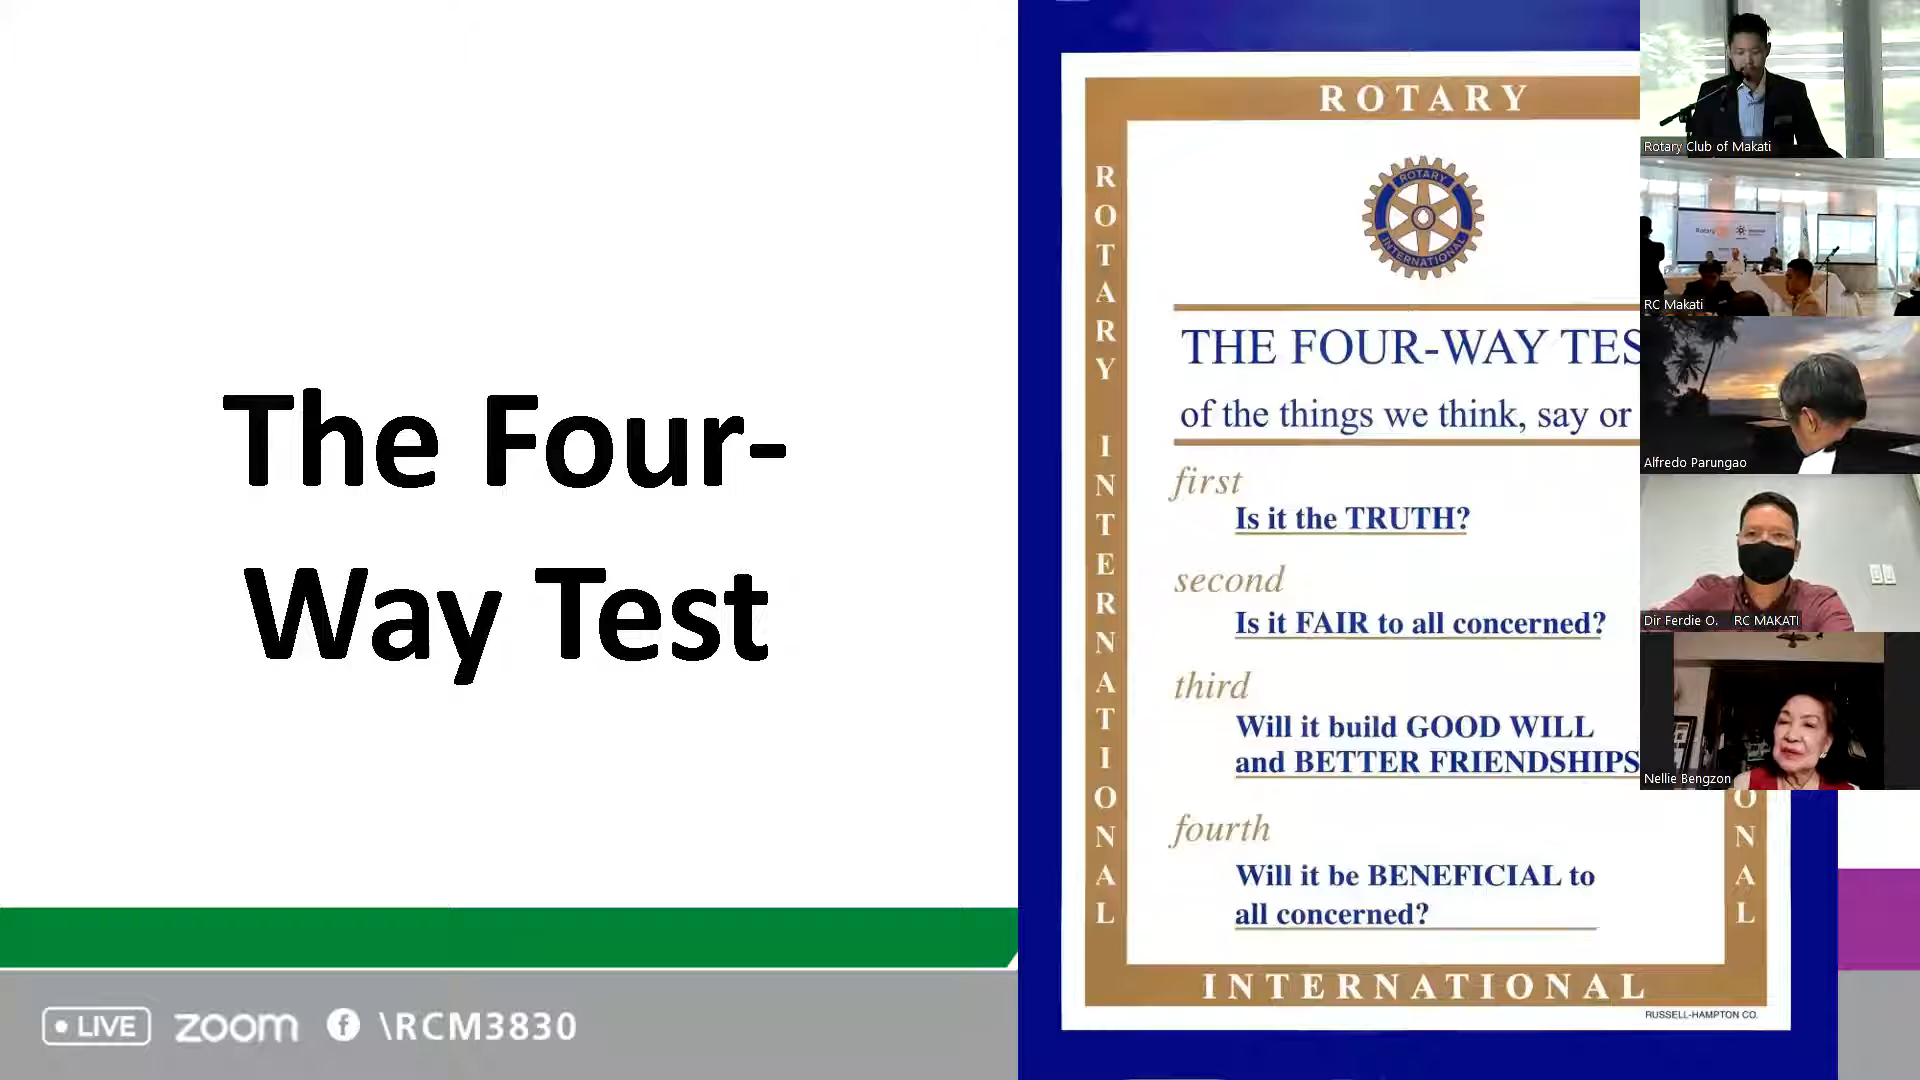 The Four-
Way Test
LIVE zoom \RCM3830
ROTARY
ROTARY INTERNATIONAL
ROTARY
INTERNATIONAL
THE FOUR-WAY TES
of the things we think, say or
first
Is it the TRUTH?
second
Is it FAIR to all concerned?
third
Will it build GOOD WILL
and BETTER FRIENDSHIPS
fourth
Will it be BENEFICIAL to
all concerned?
ONAL
INTERNATIONAL
RUSSELL-HAMPTON CO.
Rotary Club of Makati
Rotary
RC Makati
Alfredo Parungao
Dir Ferdie O. RC MAKATI
Nellie Bengzon